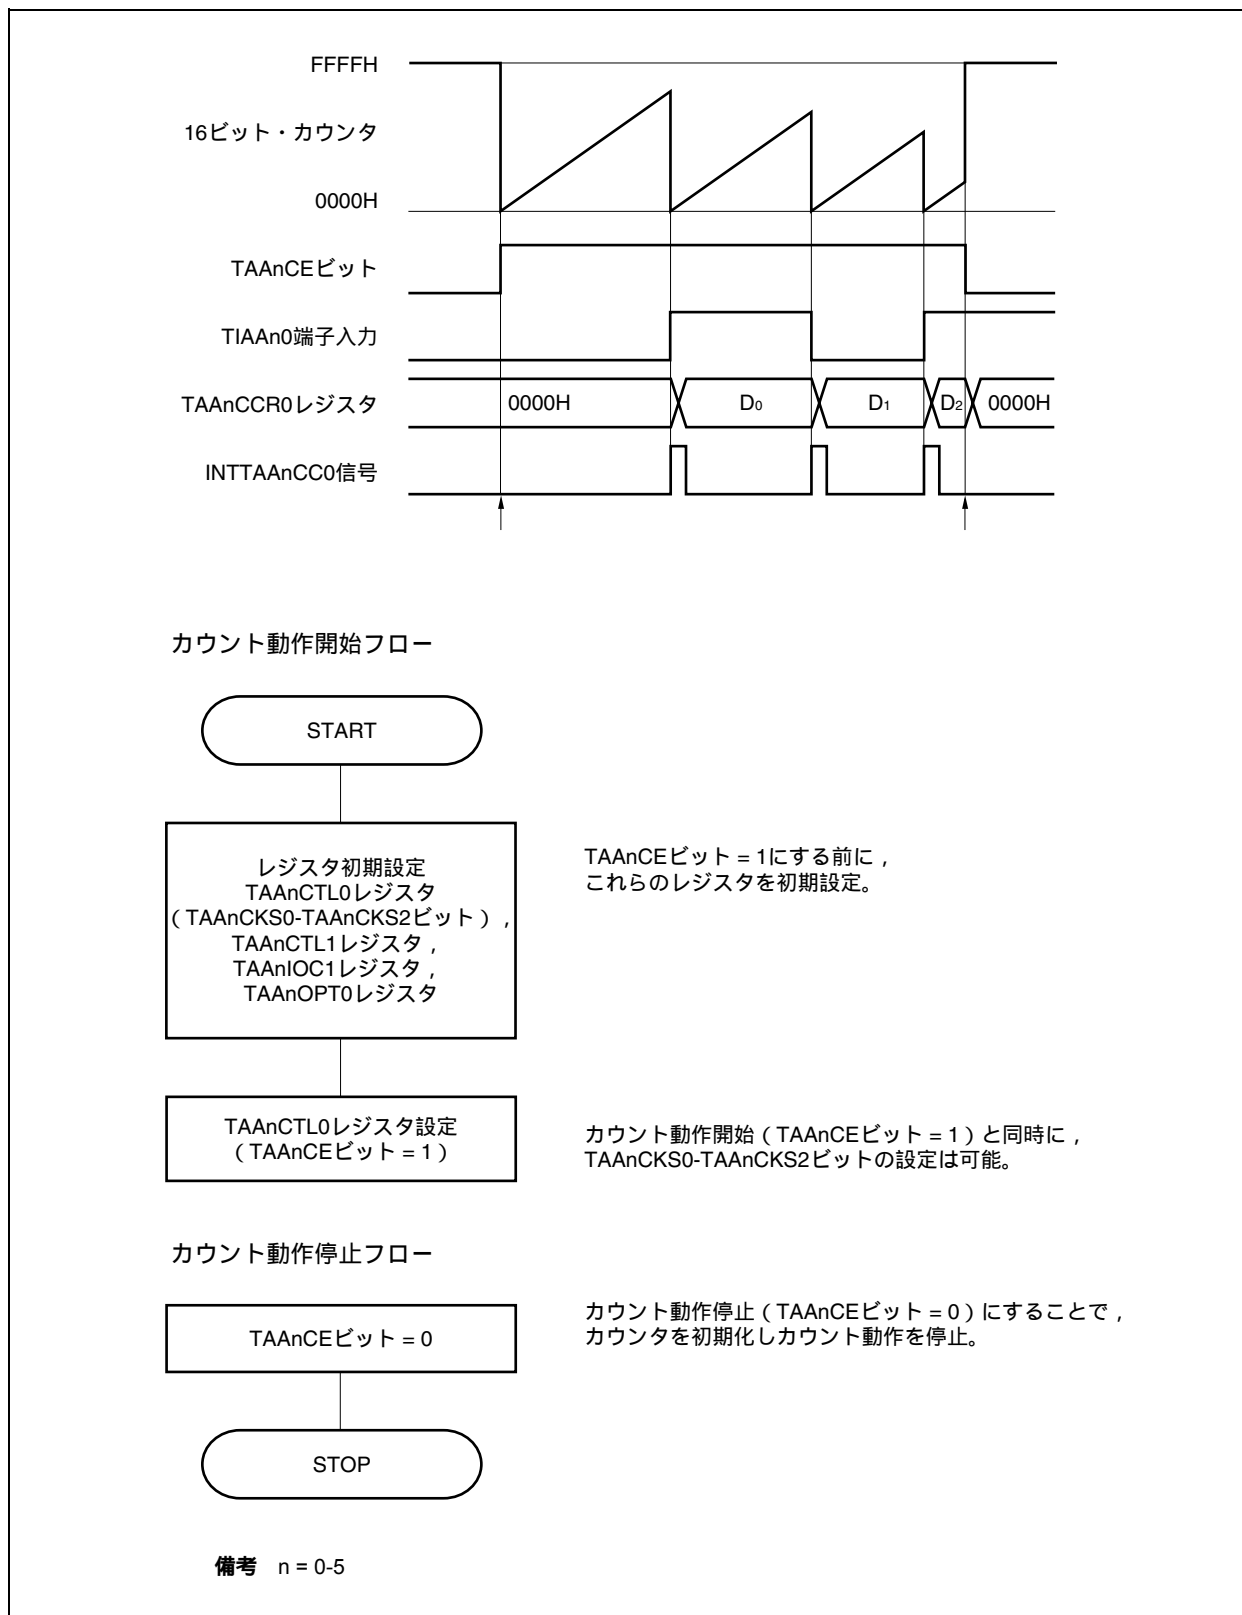 FFFFH
16ビット・カウンタ
0000H
TAAnCEビット
TIAAn0端子入力
TAAnCCR0レジスタ
0000H
D0
D1
D2
0000H
INTTAAnCC0信号
カウント動作開始フロー
START
レジスタ初期設定
TAAnCTL0レジスタ
(TAAnCKS0-TAAnCKS2ビット),
TAAnCTL1レジスタ,
TAAnIOC1レジスタ,
TAAnOPT0レジスタ
TAAnCEビット = 1にする前に,
これらのレジスタを初期設定。
TAAnCTL0レジスタ設定
(TAAnCEビット = 1)
カウント動作開始(TAAnCEビット = 1)と同時に,
TAAnCKS0-TAAnCKS2ビットの設定は可能。
カウント動作停止フロー
TAAnCEビット = 0
カウント動作停止(TAAnCEビット = 0)にすることで,
カウンタを初期化しカウント動作を停止。
STOP
備考 n = 0-5